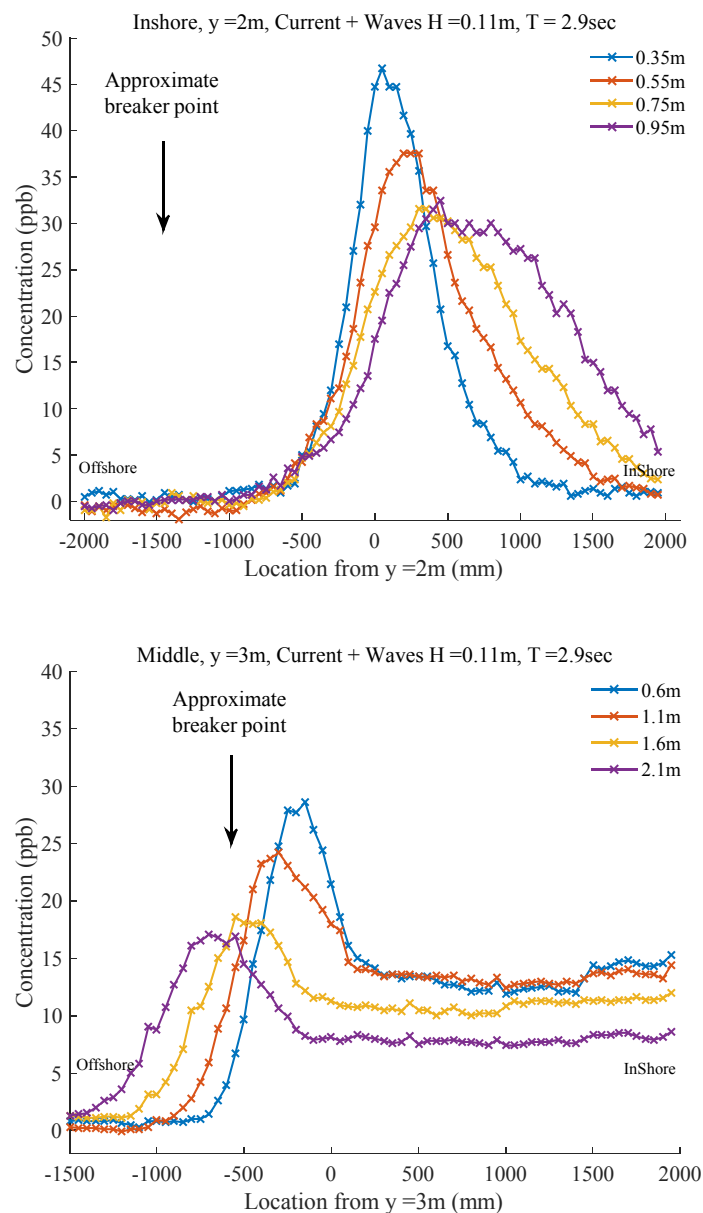 Inshore, y =2m, Current + Waves H =0.11m, T = 2.9sec
50
45
40
35
30
25
20
15
10
5
0
Concentration (ppb)
Approximate
breaker point
0.35m
0.55m
0.75m
0.95m
Offshore
InShore
-2000 -1500 -1000 -500 0 500 1000 1500 2000
Location from y =2m (mm)
Middle, y =3m, Current + Waves H =0.11m, T =2.9sec
40
35
30
25
20
15
10
5
0
Concentration (ppb)
Approximate
breaker point
0.6m
1.1m
1.6m
2.1m
Offshore
InShore
-1500 -1000 -500 0 500 1000 1500 2000
Location from y =3m (mm)